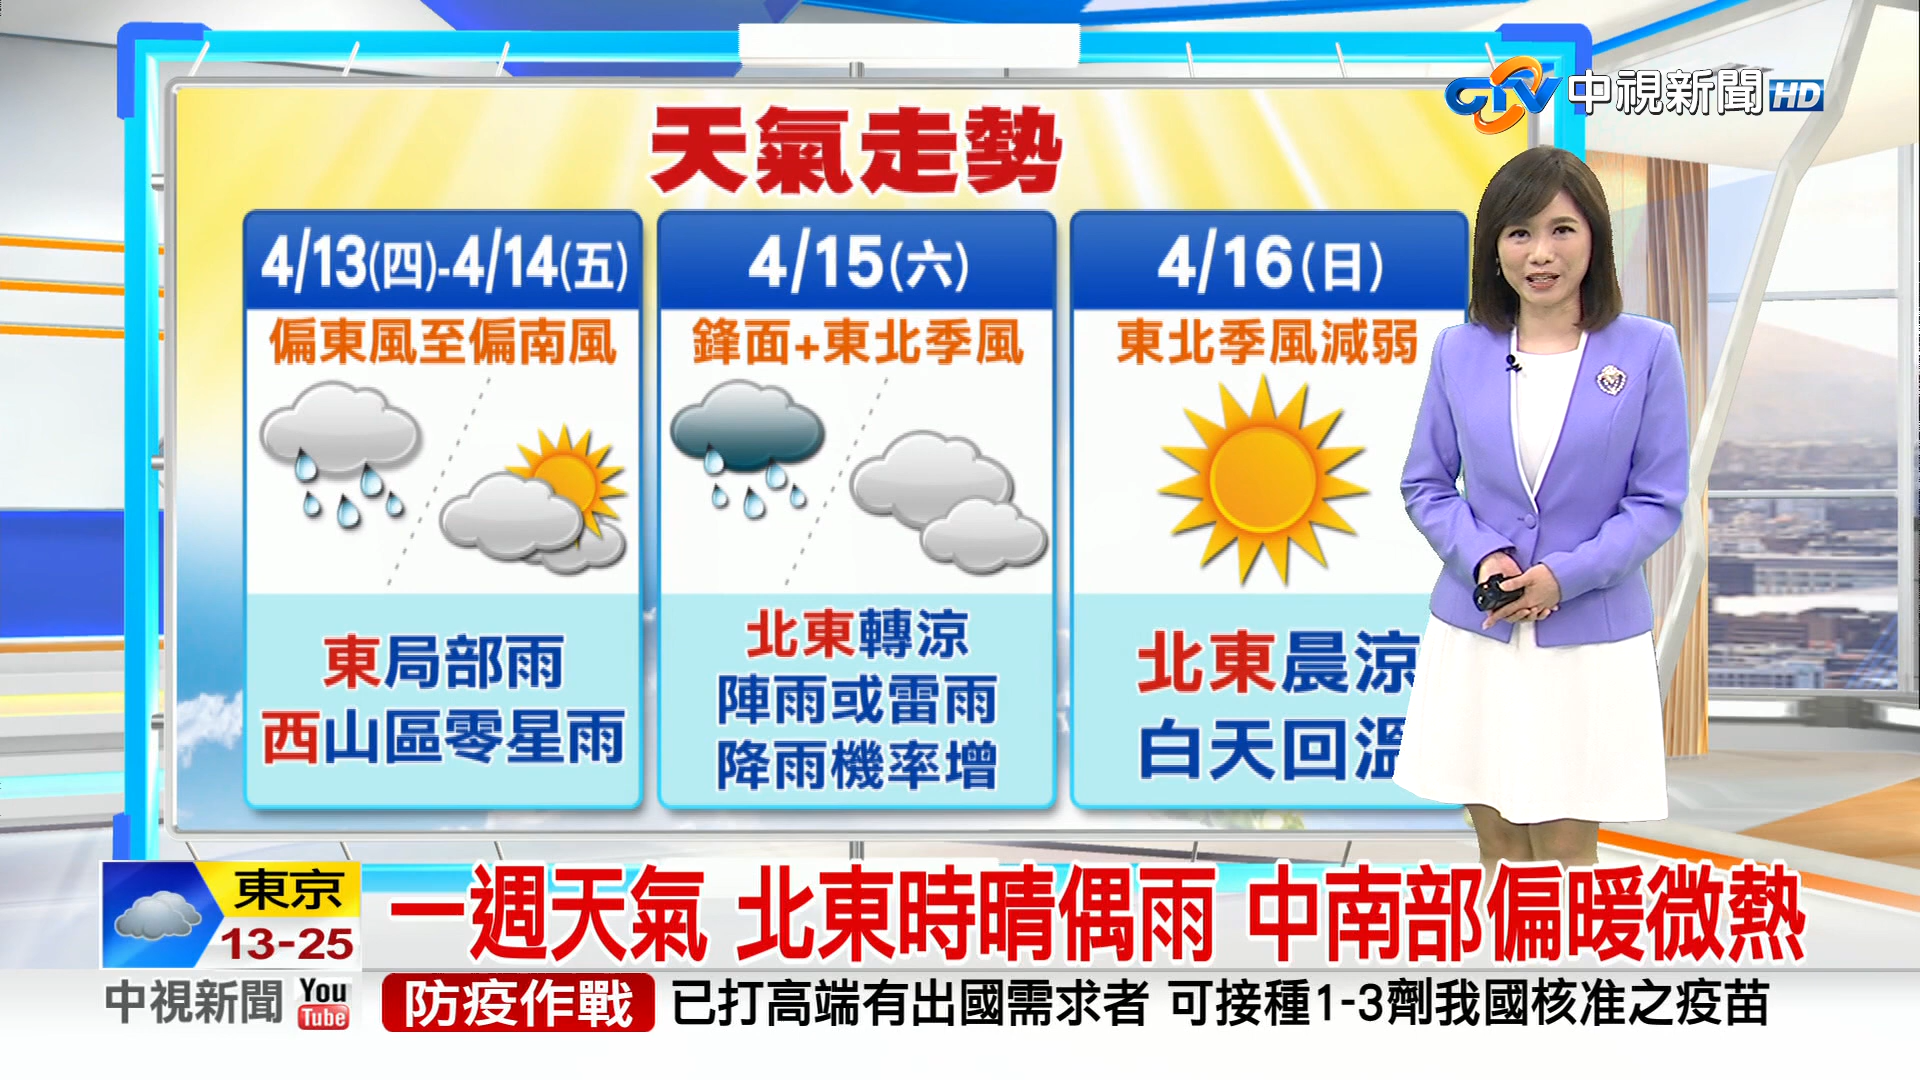 CTV 中視新聞 HD
天氣走勢
4/13(四)-4/14(五)
偏東風至偏南風
東局部雨
西山區零星雨
4/15(六)
鋒面+東北季風
北東轉涼
陣雨或雷雨
降雨機率增
4/16(日)
東北季風減弱
北東晨涼
白天回溫
東京
13-25
一週天氣 北東時晴偶雨 中南部偏暖微熱
中視新聞 You Tube
防疫作戰 已打高端有出國需求者 可接種1-3劑我國核准之疫苗